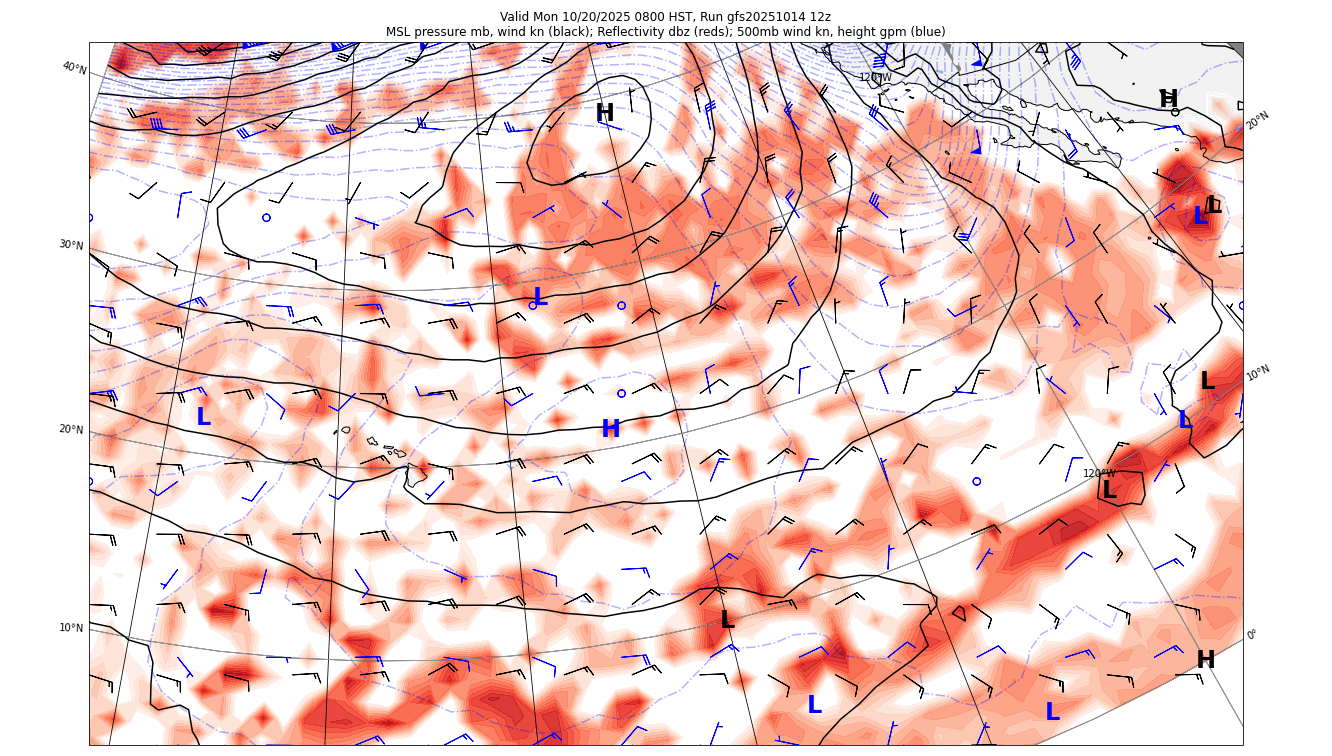 Valid Mon 10/20/2025 0800 HST, Run gfs20251014 12z
MSL pressure mb, wind kn (black); Reflectivity dbz (reds); 500mb wind kn, height gpm (blue)
40°N
120°W
H
H
H
20°N
30°N
L
L
L
10°N
L
L
L
20°N
H
120°W
L
10°N
L
0°
H
L
L